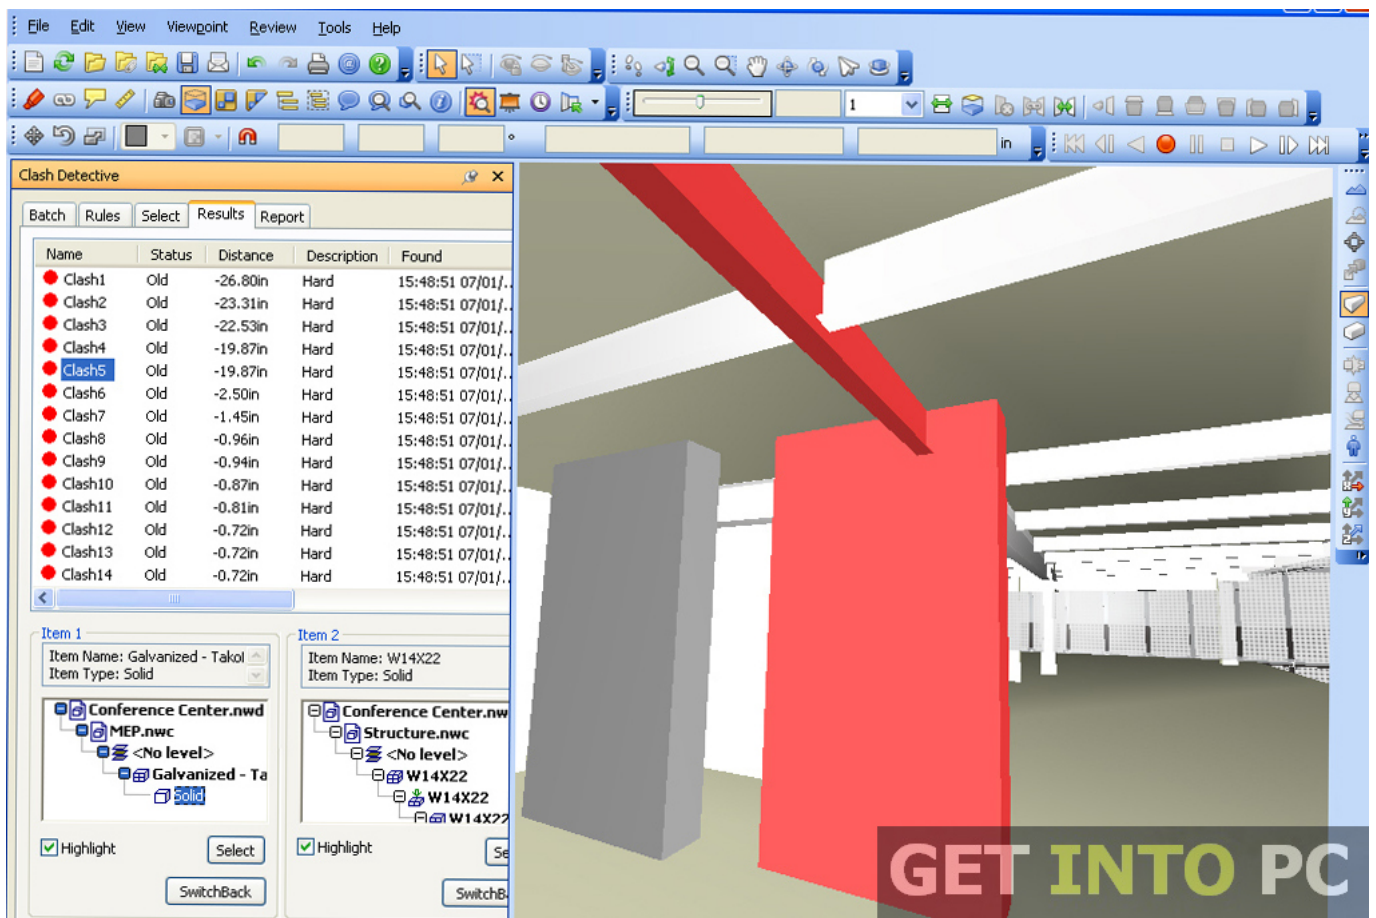 File Edit View Viewpoint Review Tools Help
1
° in
Clash Detective
Batch Rules Select Results Report
Name Status Distance Description Found
Clash1 Old -26.80in Hard 15:48:51 07/01/..
Clash2 Old -23.31in Hard 15:48:51 07/01/..
Clash3 Old -22.53in Hard 15:48:51 07/01/..
Clash4 Old -19.87in Hard 15:48:51 07/01/..
Clash5 Old -19.87in Hard 15:48:51 07/01/..
Clash6 Old -2.50in Hard 15:48:51 07/01/..
Clash7 Old -1.45in Hard 15:48:51 07/01/..
Clash8 Old -0.96in Hard 15:48:51 07/01/..
Clash9 Old -0.94in Hard 15:48:51 07/01/..
Clash10 Old -0.87in Hard 15:48:51 07/01/..
Clash11 Old -0.81in Hard 15:48:51 07/01/..
Clash12 Old -0.72in Hard 15:48:51 07/01/..
Clash13 Old -0.72in Hard 15:48:51 07/01/..
Clash14 Old -0.72in Hard 15:48:51 07/01/..
Item 1
Item Name: Galvanized - Takol
Item Type: Solid
Conference Center.nwd
MEP.nwc
<No level>
Galvanized - Ta
Solid
Highlight
Select
SwitchBack
Item 2
Item Name: W14X22
Item Type: Solid
Conference Center.nw
Structure.nwc
<No level>
W14X22
W14X22
W14X22
Highlight
Se
SwitchB
GET INTO PC